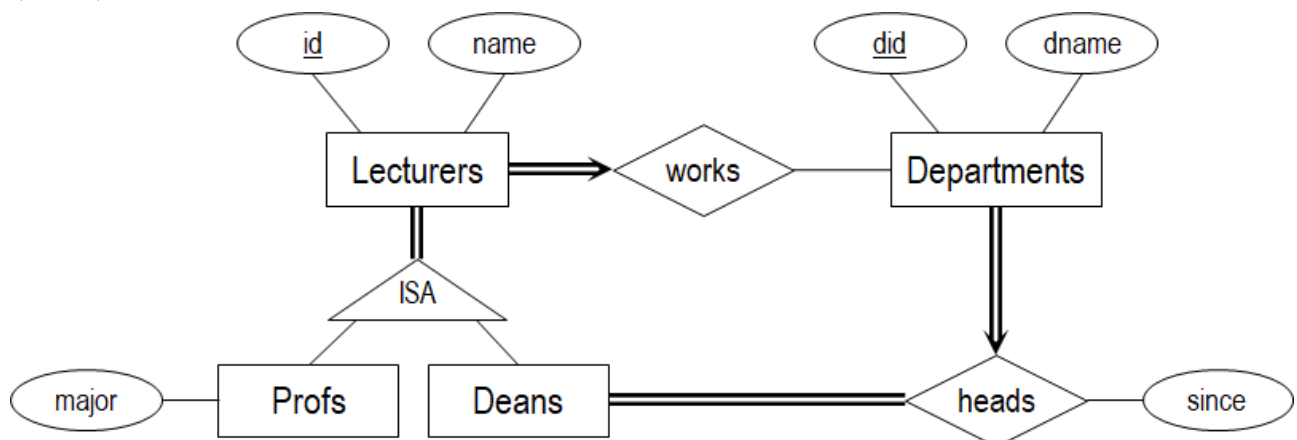 id name did dname
Lecturers works Departments
ISA
major Profs Deans heads since